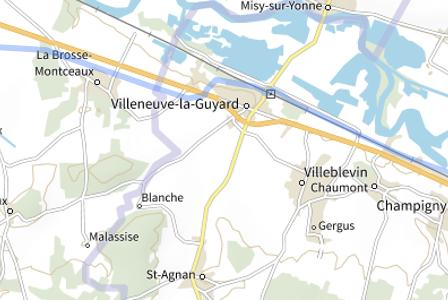 Misy-sur-Yonne
La Brosse-
Montceaux
Villeneuve-la-Guyard
Villeblevin
Chaumont
Champigny
Blanche
Gergus
Malassise
St-Agnan